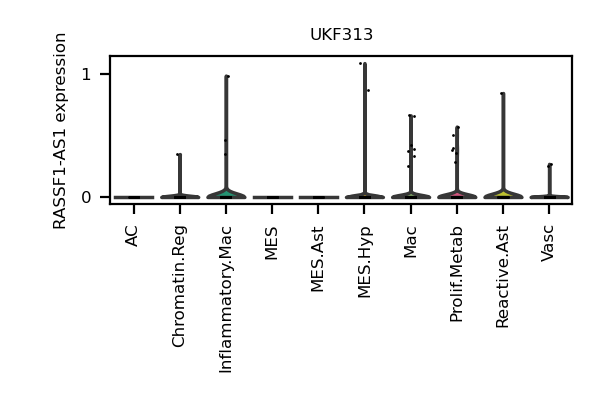 UKF313
RASSF1-AS1 expression
1
0
AC
Chromatin.Reg
Inflammatory.Mac
MES
MES.Ast
MES.Hyp
Mac
Prolif.Metab
Reactive.Ast
Vasc